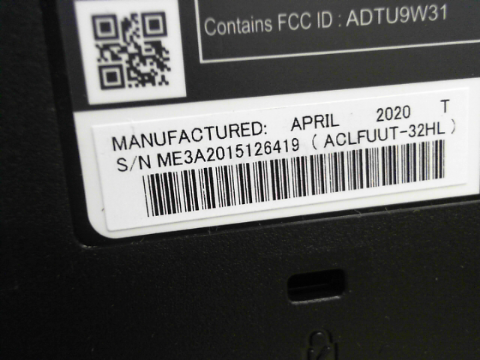 Contains FCC ID : ADTU9W31
MANUFACTURED: APRIL 2020 T
S/N ME3A2015126419 ( ACLFUUT-32HL )